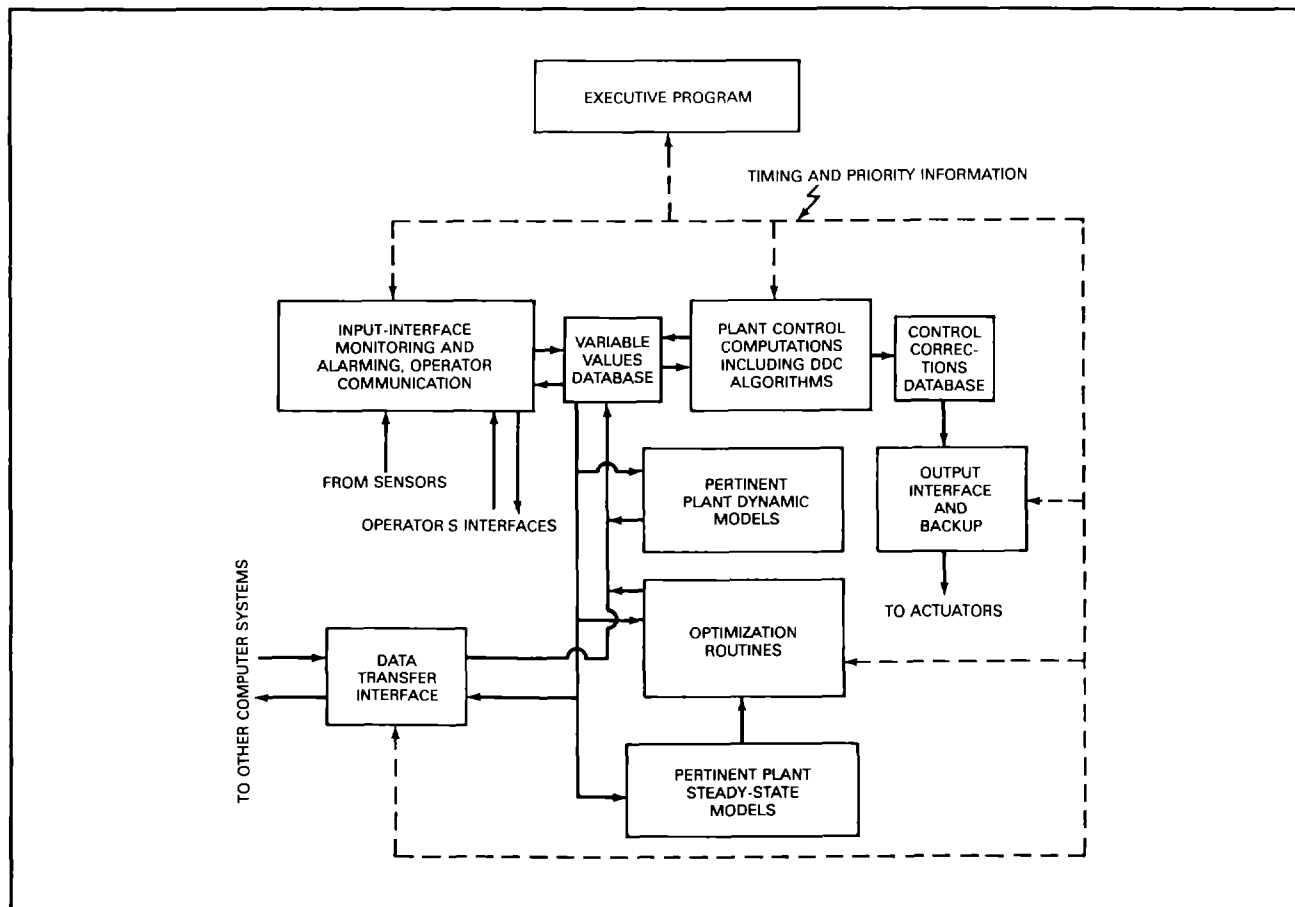 EXECUTIVE PROGRAM
TIMING AND PRIORITY INFORMATION
INPUT-INTERFACE
MONITORING AND
ALARMING, OPERATOR
COMMUNICATION
VARIABLE
VALUES
DATABASE
PLANT CONTROL
COMPUTATIONS
INCLUDING DDC
ALGORITHMS
CONTROL
CORREC-
TIONS
DATABASE
FROM SENSORS
OPERATOR S INTERFACES
PERTINENT
PLANT DYNAMIC
MODELS
OUTPUT
INTERFACE
AND
BACKUP
TO ACTUATORS
TO OTHER COMPUTER SYSTEMS
DATA
TRANSFER
INTERFACE
OPTIMIZATION
ROUTINES
PERTINENT PLANT
STEADY-STATE
MODELS